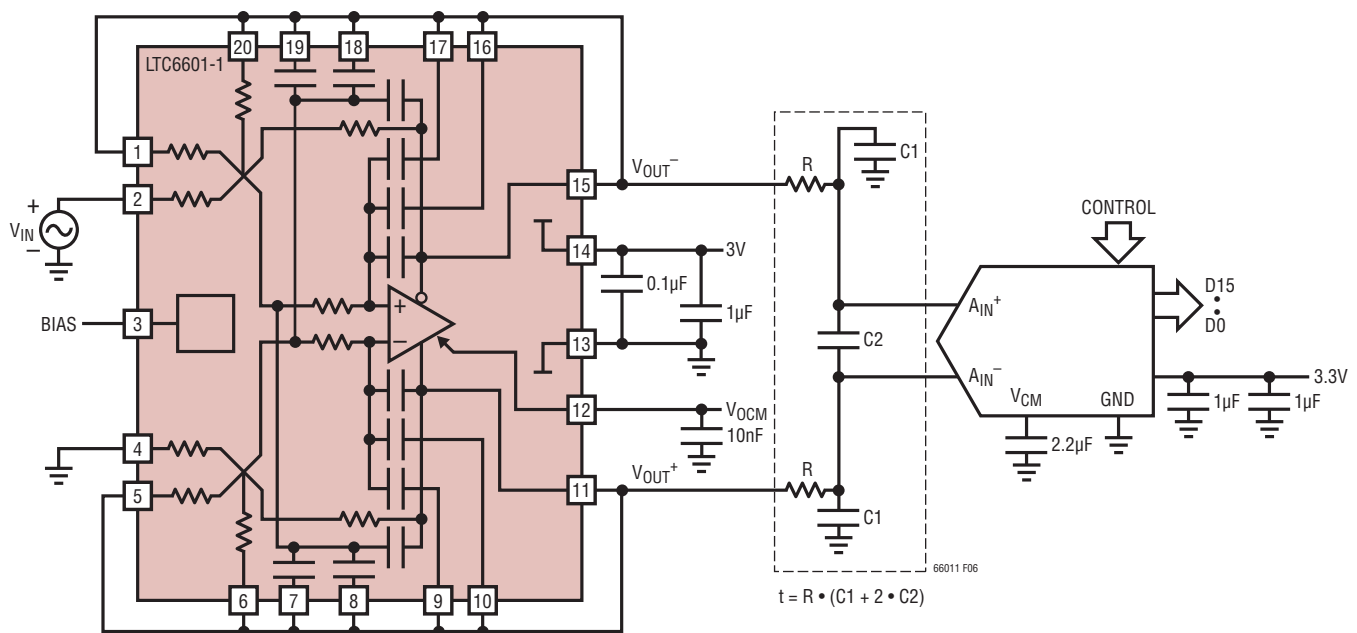 20
19
18
17
16
LTC6601-1
1
2
+
VIN
–
BIAS
3
4
5
6
7
8
9
10
+
–
15
14
13
12
11
VOUT–
3V
0.1µF
1µF
VOCM
10nF
VOUT+
R
C1
C2
R
C1
66011 F06
t = R • (C1 + 2 • C2)
CONTROL
AIN+
AIN–
VCM
GND
D15
•
•
D0
3.3V
1µF
1µF
2.2µF